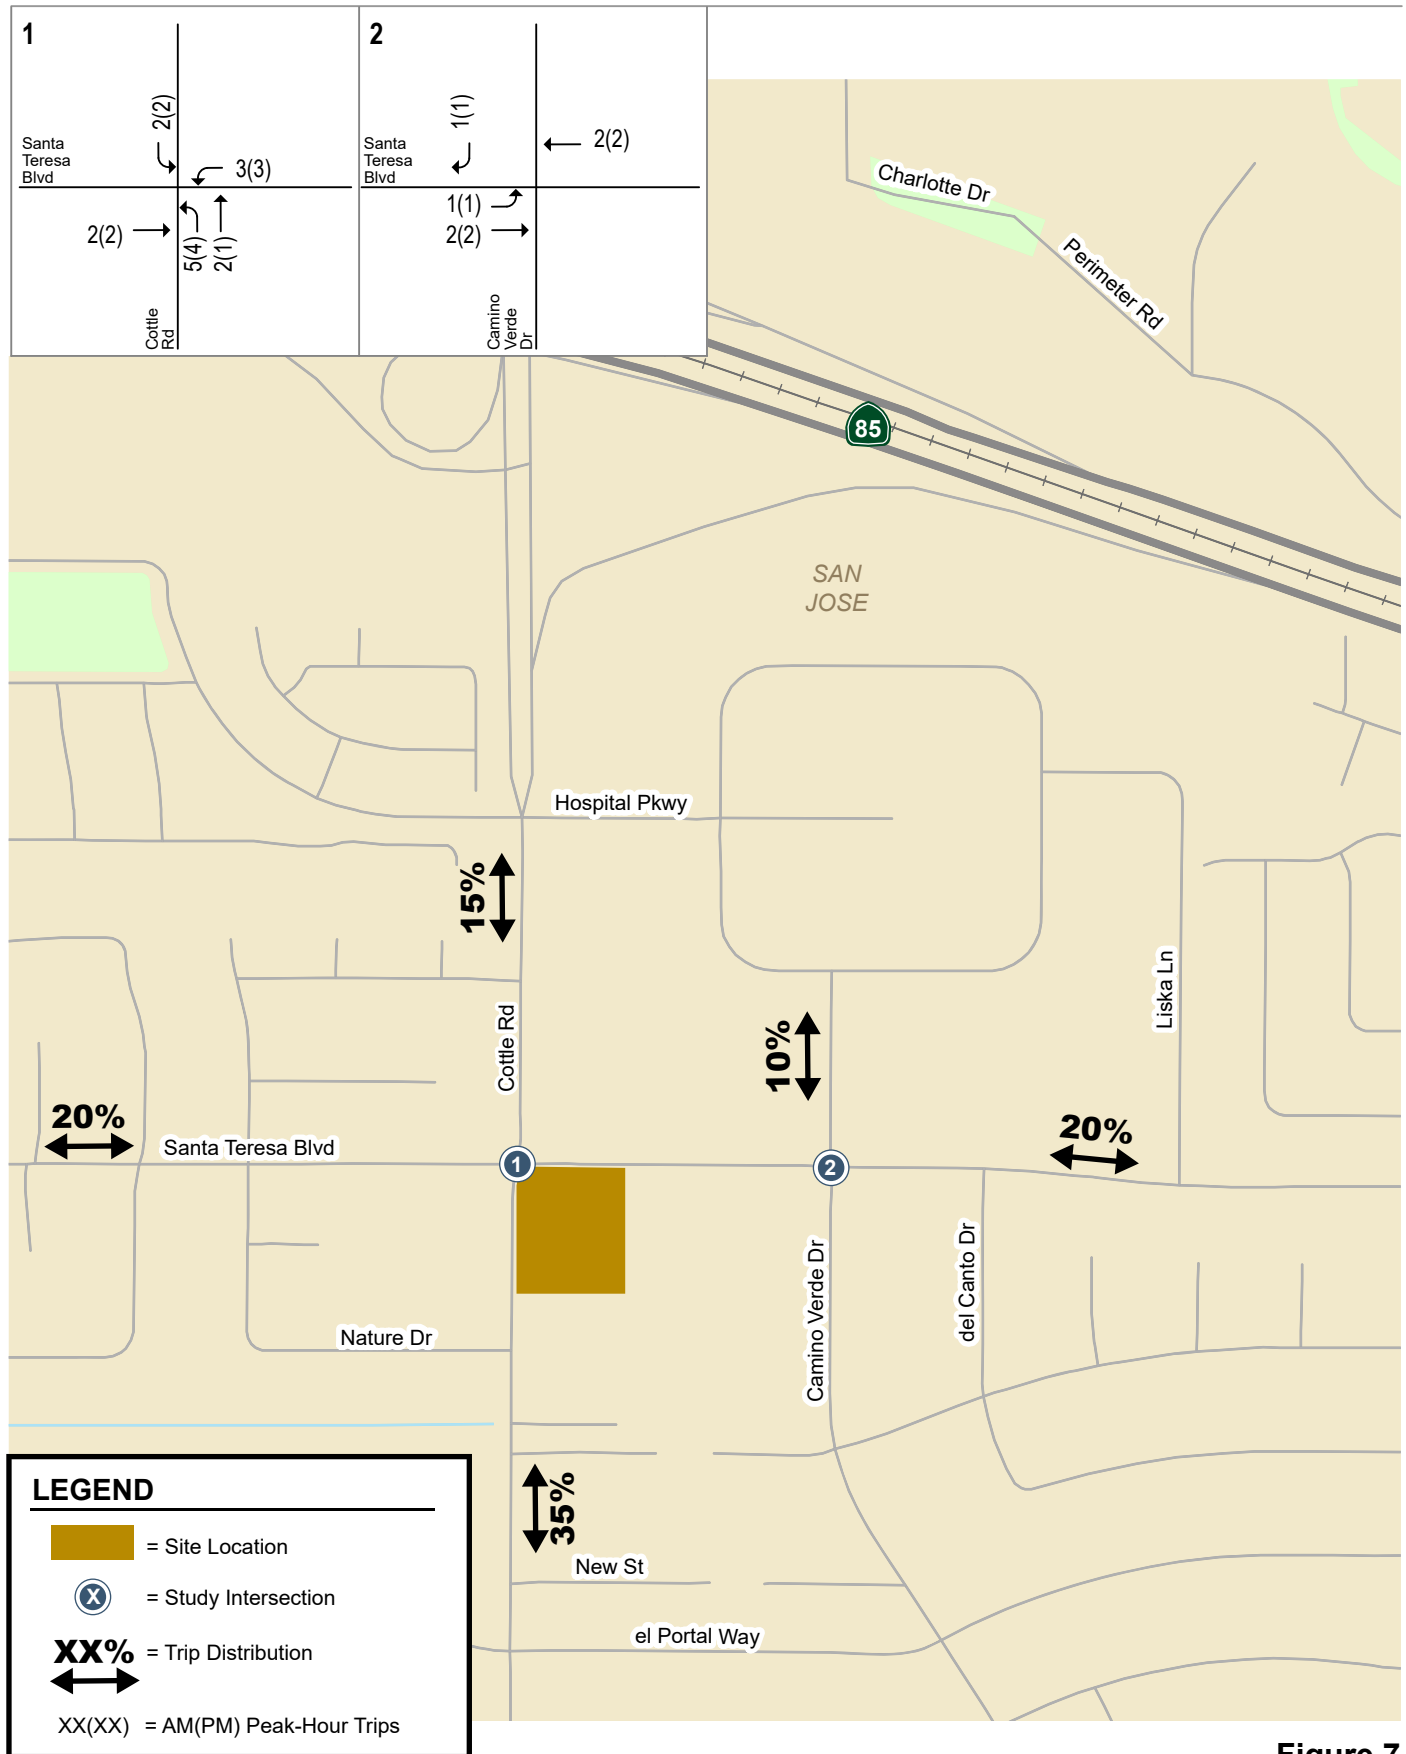 1
2(2)
Santa
Teresa
Blvd
3(3)
2(2)
5(4)
2(1)
Cottle
Rd
2
1(1)
2(2)
Santa
Teresa
Blvd
1(1)
2(2)
Camino
Verde
Dr
Charlotte Dr
Perimeter Rd
85
SAN
JOSE
Hospital Pkwy
15%
Cottle Rd
10%
Liska Ln
20%
20%
Santa Teresa Blvd
1
2
Camino Verde Dr
del Canto Dr
Nature Dr
35%
New St
el Portal Way
LEGEND
= Site Location
X = Study Intersection
XX% = Trip Distribution
XX(XX) = AM(PM) Peak-Hour Trips
Figure 7